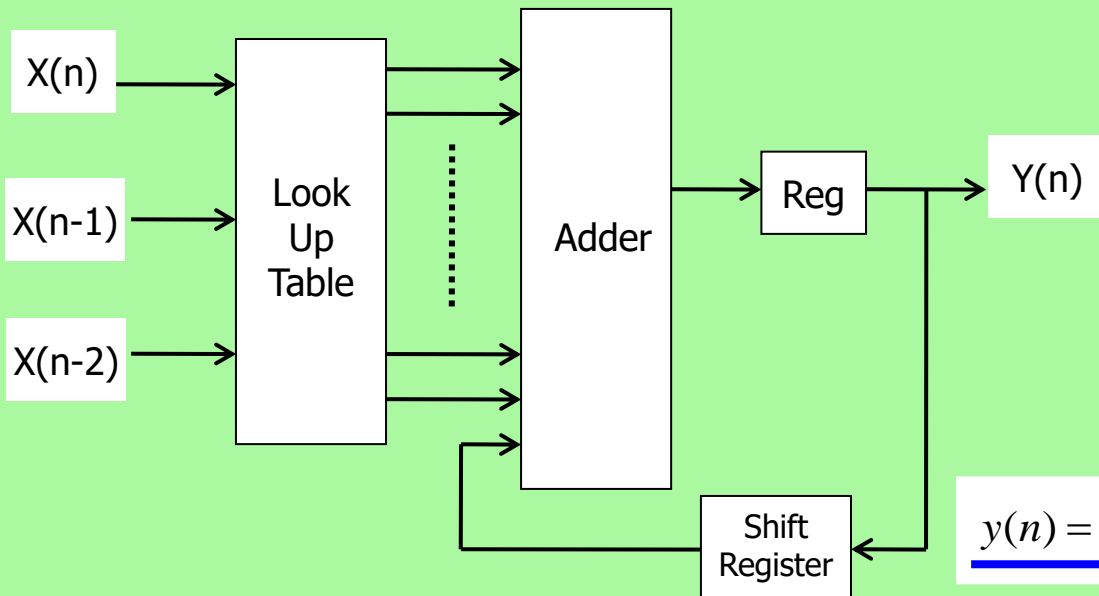 X(n)
X(n-1)
X(n-2)
Look
Up
Table
Adder
Reg
Y(n)
Shift
Register
y(n) =